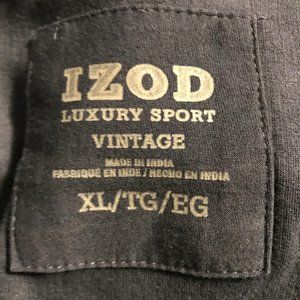 IZOD
LUXURY SPORT
VINTAGE
MADE IN INDIA
FABRIQUÉ EN INDE / HECHO EN INDIA
XL/TG/EG